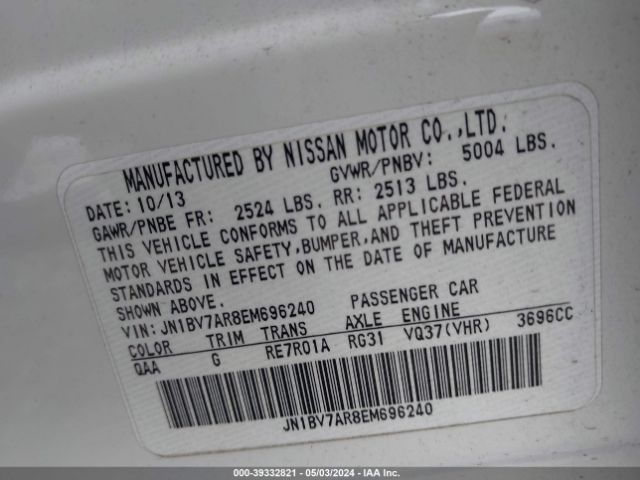 MANUFACTURED BY NISSAN MOTOR CO.,LTD.
DATE: 10/13 GVWR/PNBV: 5004 LBS.
GAWR/PNBE FR: 2524 LBS. RR: 2513 LBS.
THIS VEHICLE CONFORMS TO ALL APPLICABLE FEDERAL
MOTOR VEHICLE SAFETY,BUMPER,AND THEFT PREVENTION
STANDARDS IN EFFECT ON THE DATE OF MANUFACTURE
SHOWN ABOVE.
VIN: JN1BV7AR8EM696240 PASSENGER CAR
COLOR TRIM TRANS AXLE ENGINE
QAA G RE7R01A RG31 VQ37(VHR) 3696CC
JN1BV7AR8EM696240
000-39332821 - 05/03/2024 - IAA Inc.